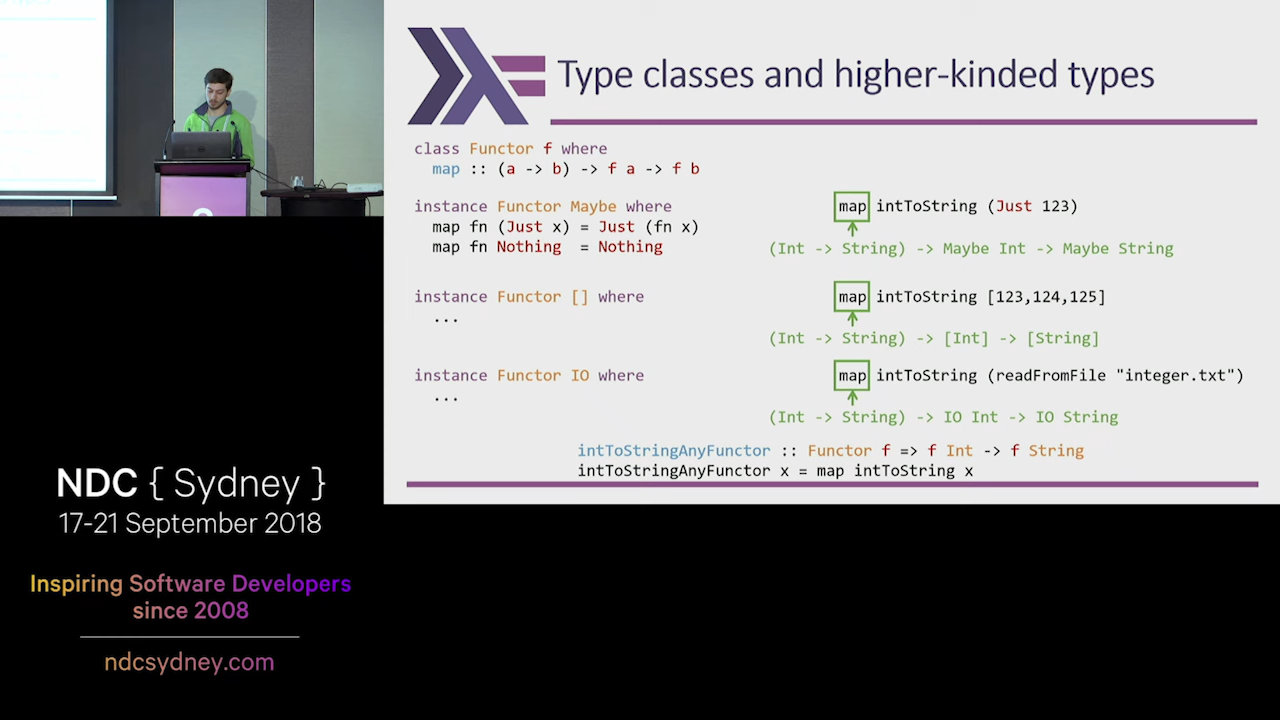 Type classes and higher-kinded types
class Functor f where
map :: (a -> b) -> f a -> f b
instance Functor Maybe where
map fn (Just x) = Just (fn x)
map fn Nothing = Nothing
map intToString (Just 123)
(Int -> String) -> Maybe Int -> Maybe String
instance Functor [] where
...
map intToString [123,124,125]
(Int -> String) -> [Int] -> [String]
instance Functor IO where
...
map intToString (readFromFile "integer.txt")
(Int -> String) -> IO Int -> IO String
intToStringAnyFunctor :: Functor f => f Int -> f String
intToStringAnyFunctor x = map intToString x
NDC { Sydney }
17-21 September 2018
Inspiring Software Developers
since 2008
ndcsydney.com